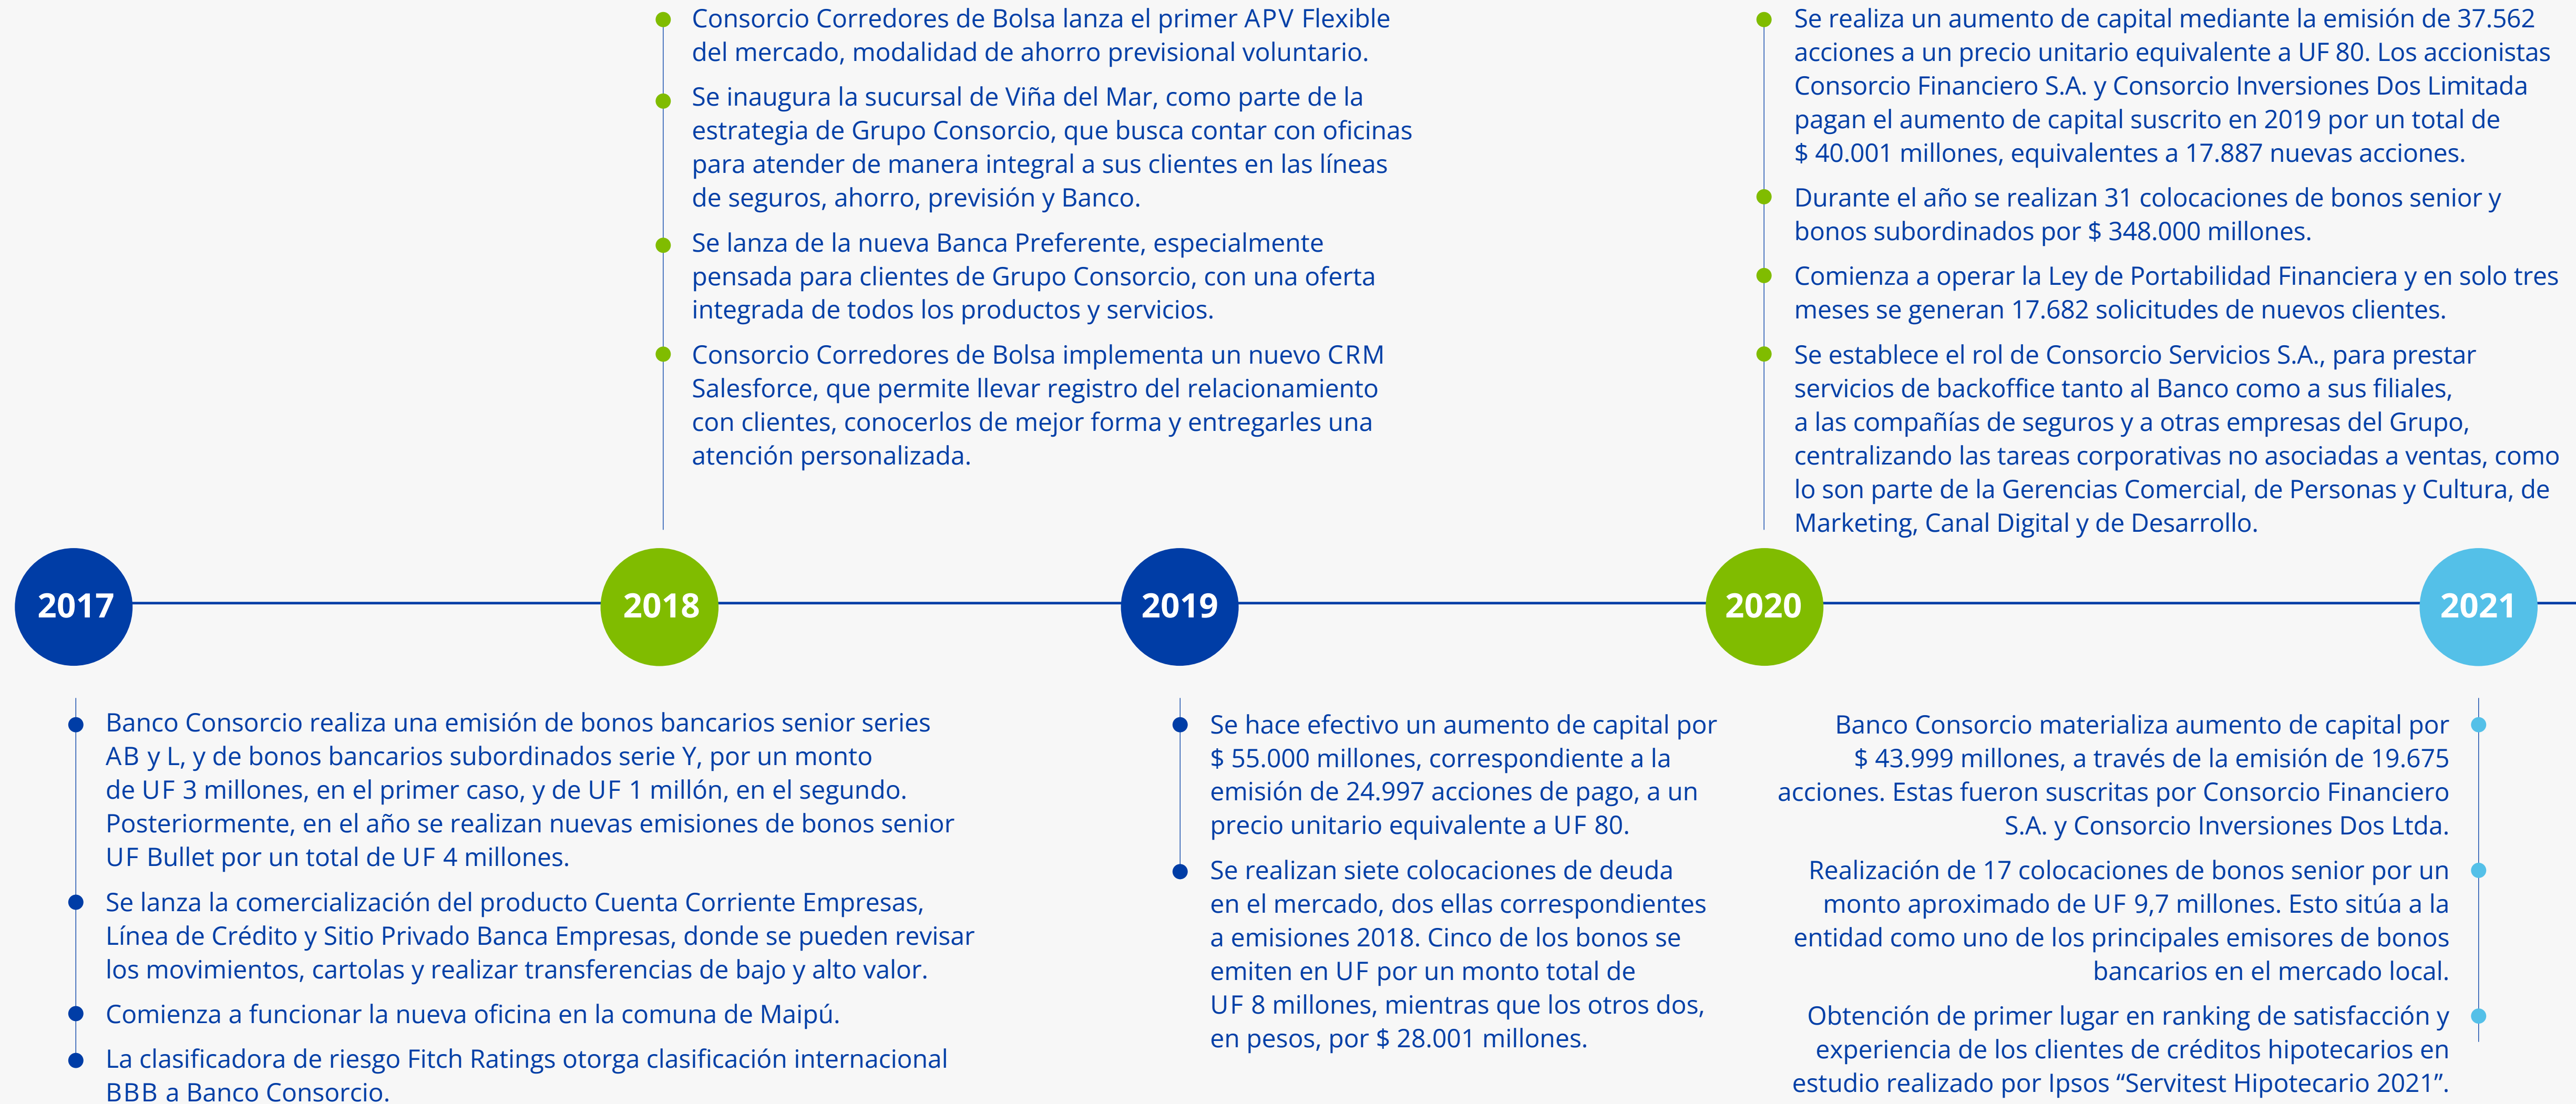 Consorcio Corredores de Bolsa lanza el primer APV Flexible
del mercado, modalidad de ahorro previsional voluntario.
Se inaugura la sucursal de Viña del Mar, como parte de la
estrategia de Grupo Consorcio, que busca contar con oficinas
para atender de manera integral a sus clientes en las líneas
de seguros, ahorro, previsión y Banco.
Se lanza de la nueva Banca Preferente, especialmente
pensada para clientes de Grupo Consorcio, con una oferta
integrada de todos los productos y servicios.
Consorcio Corredores de Bolsa implementa un nuevo CRM
Salesforce, que permite llevar registro del relacionamiento
con clientes, conocerlos de mejor forma y entregarles una
atención personalizada.
Se realiza un aumento de capital mediante la emisión de 37.562
acciones a un precio unitario equivalente a UF 80. Los accionistas
Consorcio Financiero S.A. y Consorcio Inversiones Dos Limitada
pagan el aumento de capital suscrito en 2019 por un total de
$ 40.001 millones, equivalentes a 17.887 nuevas acciones.
Durante el año se realizan 31 colocaciones de bonos senior y
bonos subordinados por $ 348.000 millones.
Comienza a operar la Ley de Portabilidad Financiera y en solo tres
meses se generan 17.682 solicitudes de nuevos clientes.
Se establece el rol de Consorcio Servicios S.A., para prestar
servicios de backoffice tanto al Banco como a sus filiales,
a las compañías de seguros y a otras empresas del Grupo,
centralizando las tareas corporativas no asociadas a ventas, como
lo son parte de la Gerencias Comercial, de Personas y Cultura, de
Marketing, Canal Digital y de Desarrollo.
2017
2018
2019
2020
2021
Banco Consorcio realiza una emisión de bonos bancarios senior series
AB y L, y de bonos bancarios subordinados serie Y, por un monto
de UF 3 millones, en el primer caso, y de UF 1 millón, en el segundo.
Posteriormente, en el año se realizan nuevas emisiones de bonos senior
UF Bullet por un total de UF 4 millones.
Se lanza la comercialización del producto Cuenta Corriente Empresas,
Línea de Crédito y Sitio Privado Banca Empresas, donde se pueden revisar
los movimientos, cartolas y realizar transferencias de bajo y alto valor.
Comienza a funcionar la nueva oficina en la comuna de Maipú.
La clasificadora de riesgo Fitch Ratings otorga clasificación internacional
BBB a Banco Consorcio.
Se hace efectivo un aumento de capital por
$ 55.000 millones, correspondiente a la
emisión de 24.997 acciones de pago, a un
precio unitario equivalente a UF 80.
Se realizan siete colocaciones de deuda
en el mercado, dos ellas correspondientes
a emisiones 2018. Cinco de los bonos se
emiten en UF por un monto total de
UF 8 millones, mientras que los otros dos,
en pesos, por $ 28.001 millones.
Banco Consorcio materializa aumento de capital por
$ 43.999 millones, a través de la emisión de 19.675
acciones. Estas fueron suscritas por Consorcio Financiero
S.A. y Consorcio Inversiones Dos Ltda.
Realización de 17 colocaciones de bonos senior por un
monto aproximado de UF 9,7 millones. Esto sitúa a la
entidad como uno de los principales emisores de bonos
bancarios en el mercado local.
Obtención de primer lugar en ranking de satisfacción y
experiencia de los clientes de créditos hipotecarios en
estudio realizado por Ipsos “Servitest Hipotecario 2021”.